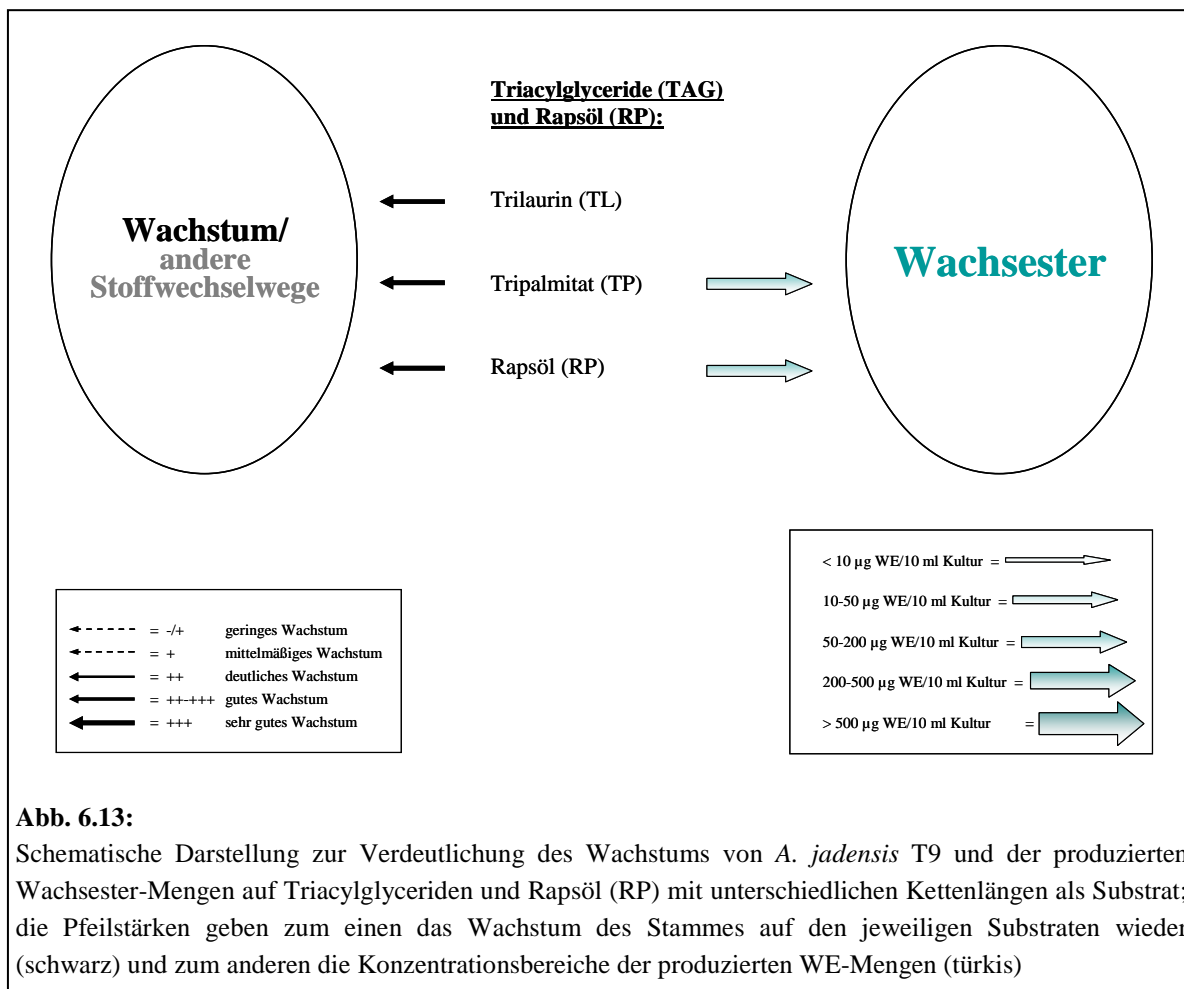 Triacylglyceride (TAG)
und Rapsöl (RP):
Wachstum/
andere
Stoffwechselwege
Trilaurin (TL)
Tripalmitat (TP)
Rapsöl (RP)
Wachsester
= -/+ geringes Wachstum
= + mittelmäßiges Wachstum
= ++ deutliches Wachstum
= ++-+++ gutes Wachstum
= +++ sehr gutes Wachstum
< 10 µg WE/10 ml Kultur =
10-50 µg WE/10 ml Kultur =
50-200 µg WE/10 ml Kultur =
200-500 µg WE/10 ml Kultur =
> 500 µg WE/10 ml Kultur =
Abb. 6.13:
Schematische Darstellung zur Verdeutlichung des Wachstums von A. jadensis T9 und der produzierten
Wachsester-Mengen auf Triacylglyceriden und Rapsöl (RP) mit unterschiedlichen Kettenlängen als Substrat;
die Pfeilstärken geben zum einen das Wachstum des Stammes auf den jeweiligen Substraten wieder
(schwarz) und zum anderen die Konzentrationsbereiche der produzierten WE-Mengen (türkis)